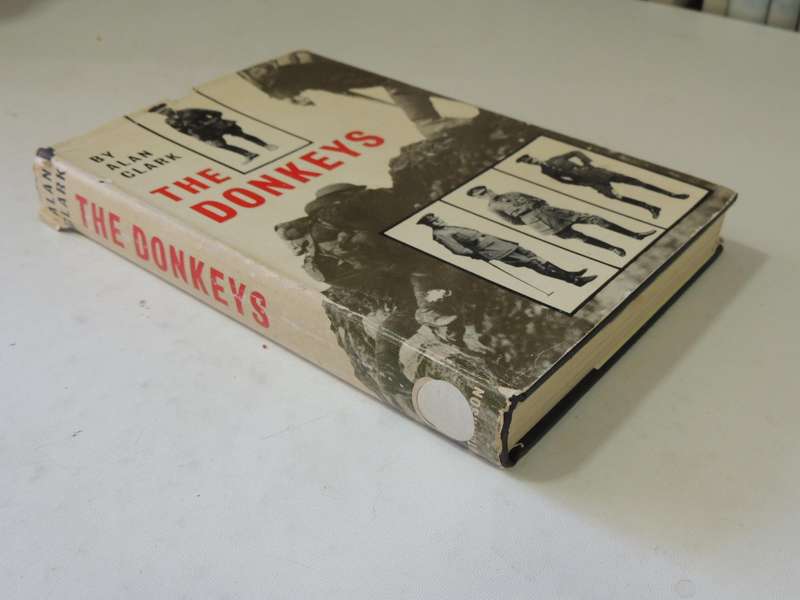 BY
ALAN
CLARK
THE
DONKEYS
ALAN
CLARK
THE DONKEYS